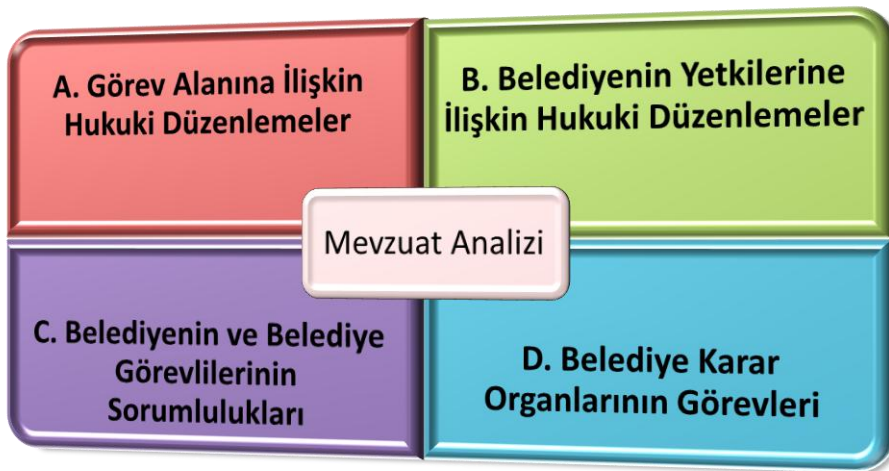 A. Görev Alanına İlişkin
Hukuki Düzenlemeler
B. Belediyenin Yetkilerine
İlişkin Hukuki Düzenlemeler
Mevzuat Analizi
C. Belediyenin ve Belediye
Görevlilerinin
Sorumlulukları
D. Belediye Karar
Organlarının Görevleri